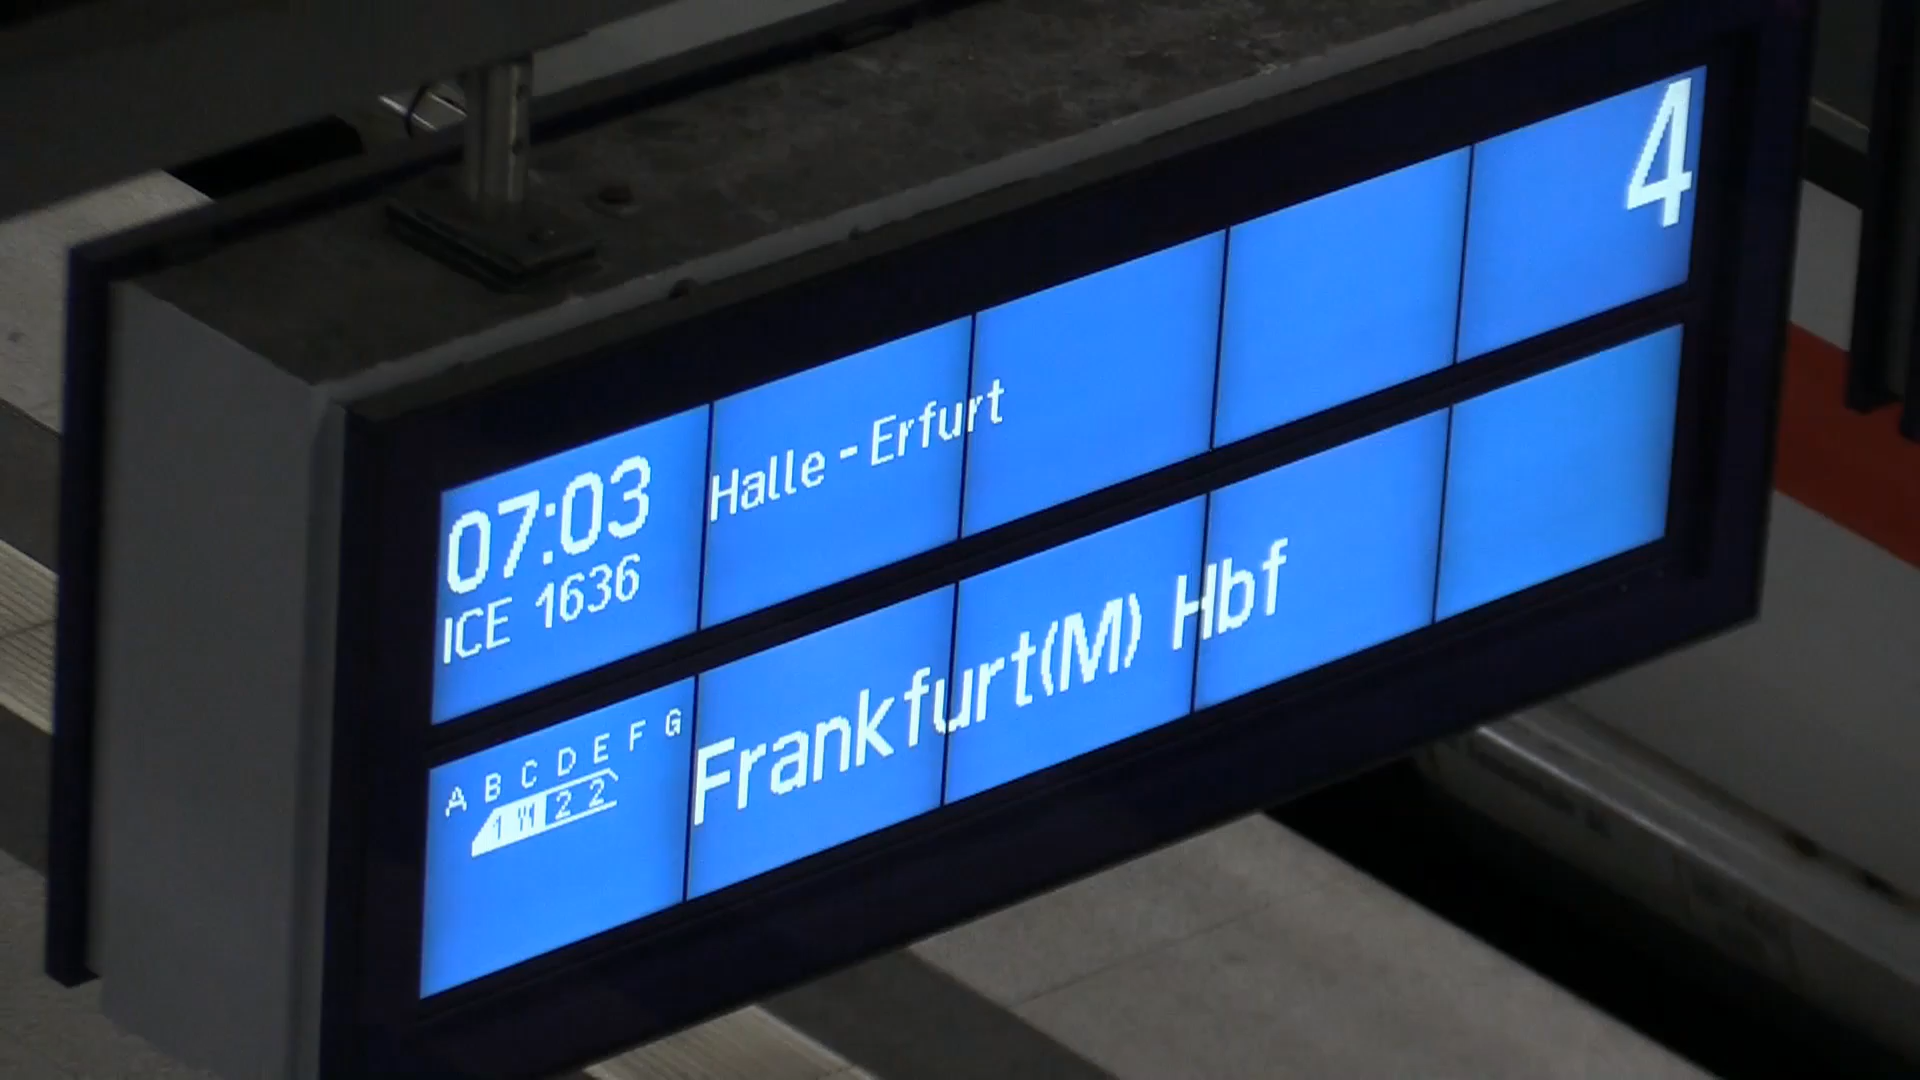 4
07:03 Halle - Erfurt
ICE 1636
A B C D E F G
1 W 2 2
Frankfurt(M) Hbf